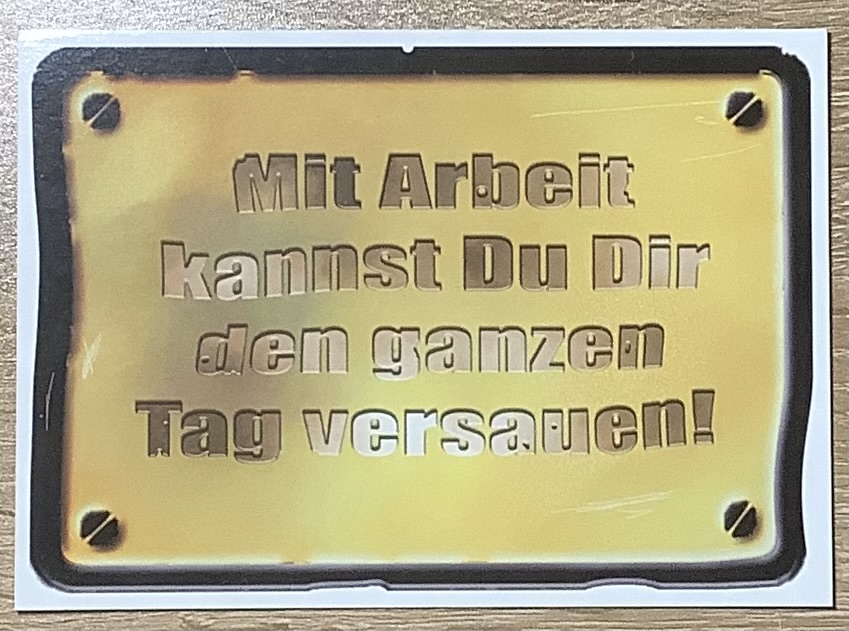 Mit Arbeit
kannst Du Dir
den ganzen
Tag versauen!